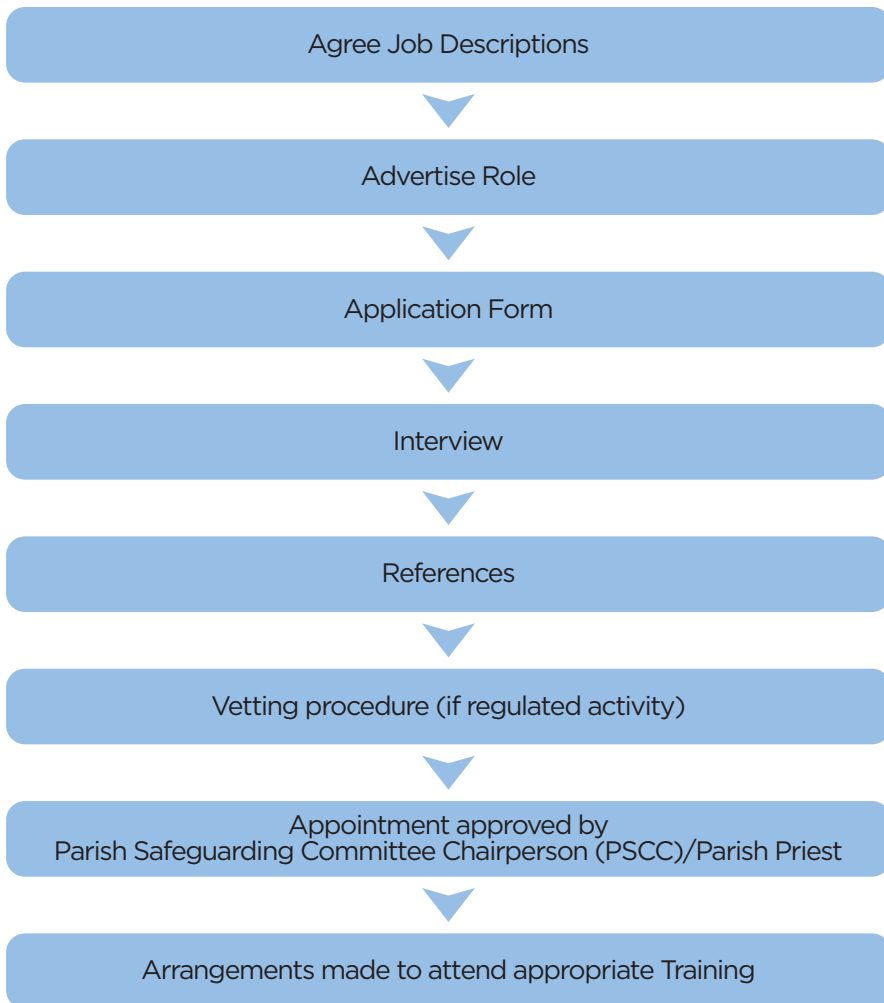 Agree Job Descriptions
Advertise Role
Application Form
Interview
References
Vetting procedure (if regulated activity)
Appointment approved by
Parish Safeguarding Committee Chairperson (PSCC)/Parish Priest
Arrangements made to attend appropriate Training